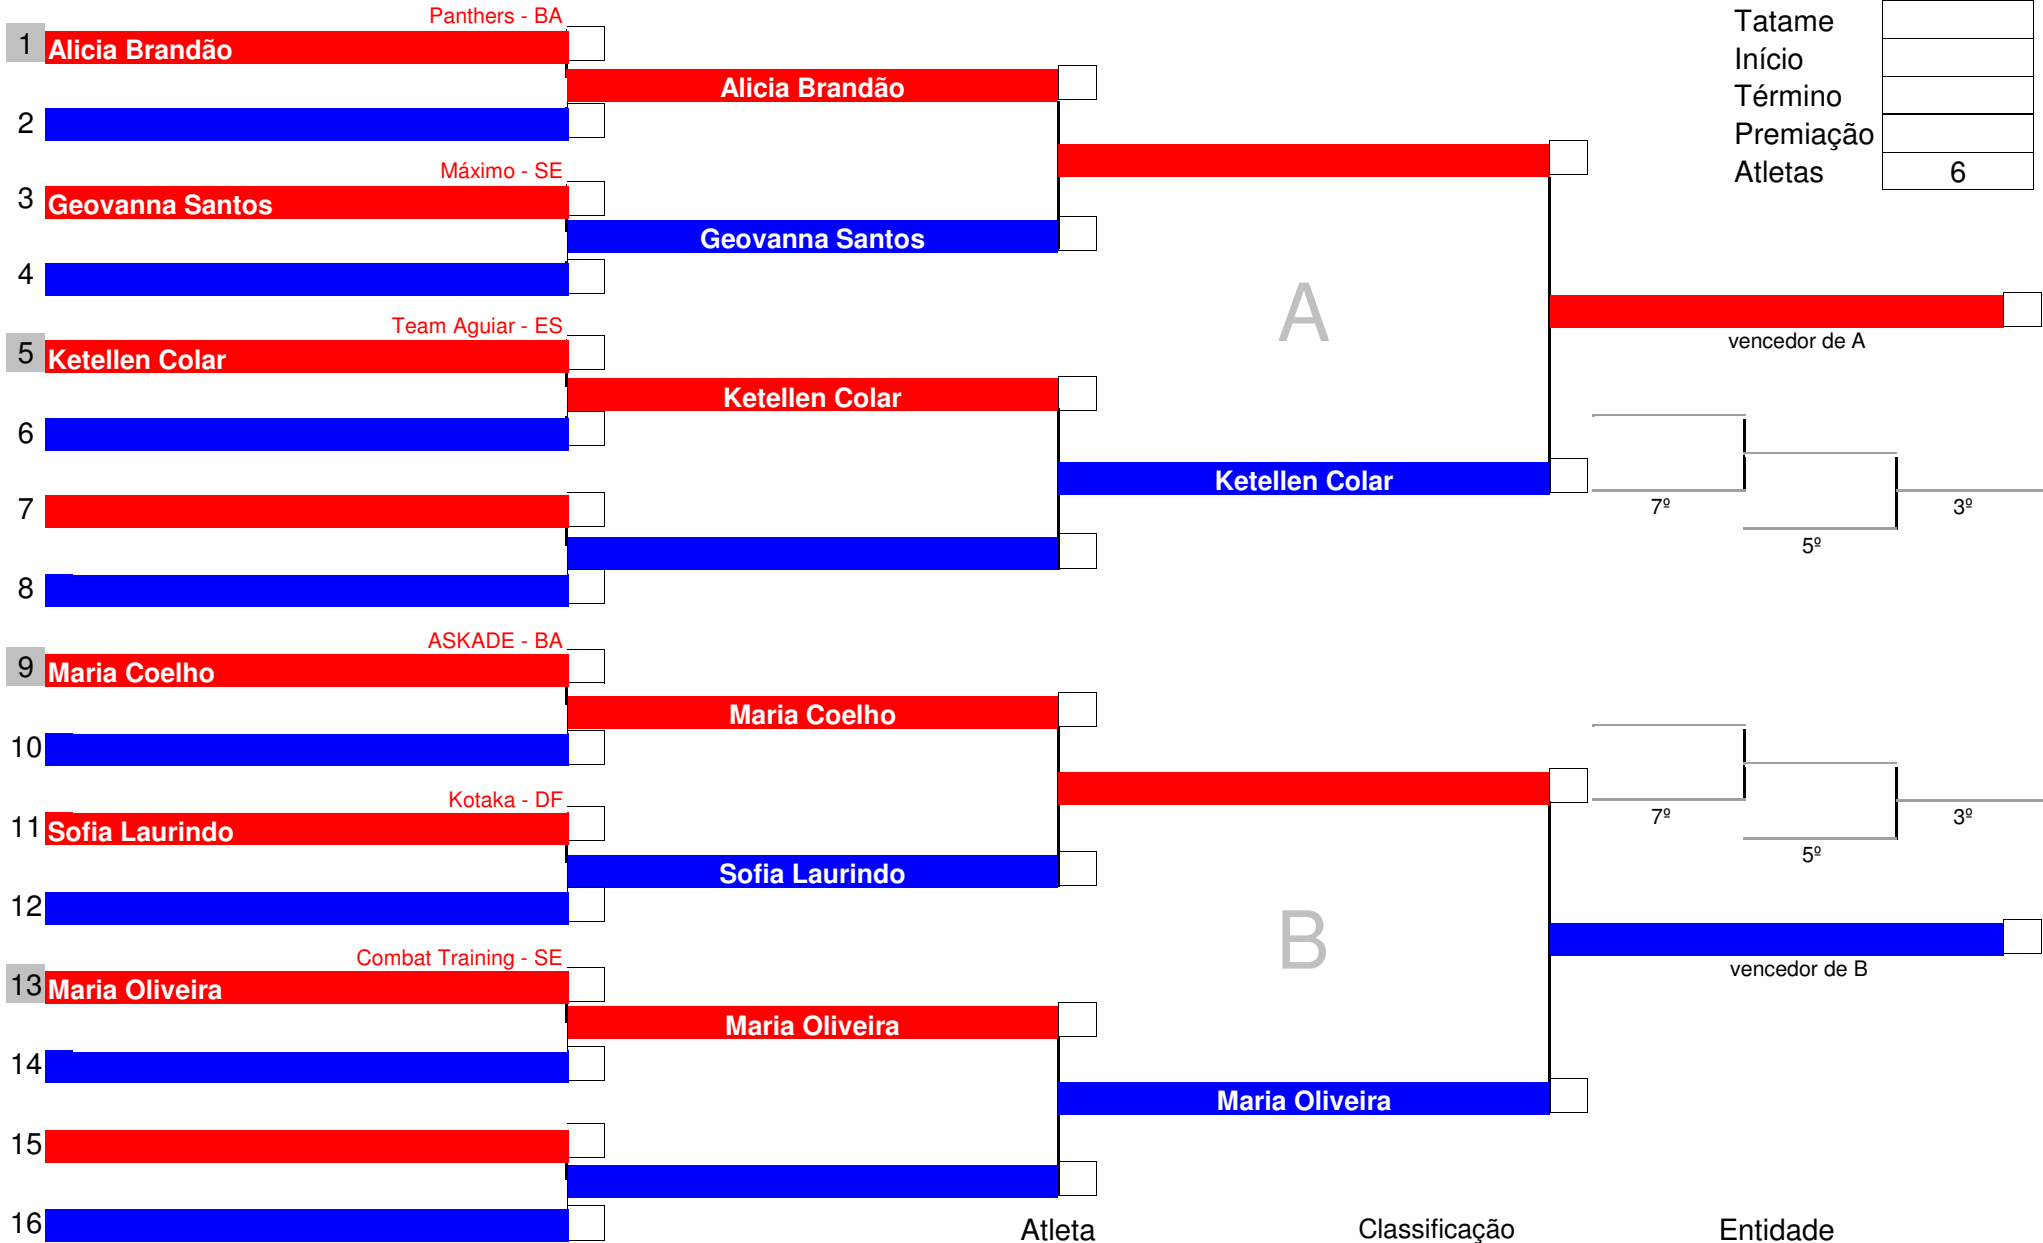 Panthers - BA
1 Alicia Brandão
Alicia Brandão
2
Máximo - SE
3 Geovanna Santos
Geovanna Santos
4
Team Aguiar - ES
5 Ketellen Colar
Ketellen Colar
6
Ketellen Colar
7
8
A
vencedor de A
7º
5º
3º
ASKADE - BA
9 Maria Coelho
Maria Coelho
10
Kotaka - DF
11 Sofia Laurindo
Sofia Laurindo
12
Combat Training - SE
13 Maria Oliveira
Maria Oliveira
14
Maria Oliveira
15
16
B
7º
5º
3º
vencedor de B
Tatame
Início
Término
Premiação
Atletas 6
Atleta Classificação Entidade